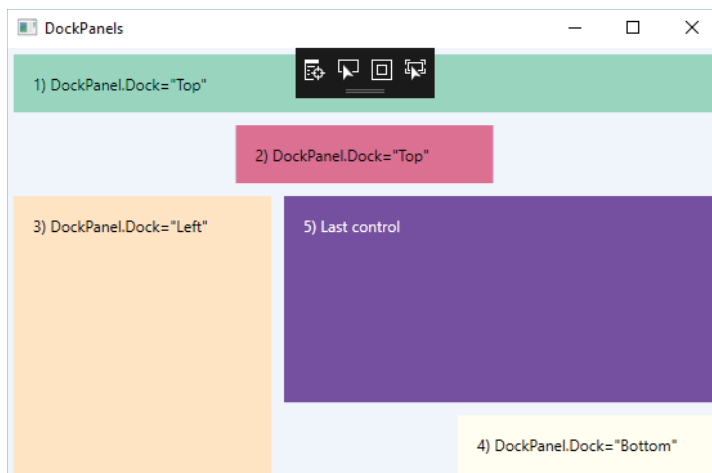 DockPanels
1) DockPanel.Dock="Top"
2) DockPanel.Dock="Top"
3) DockPanel.Dock="Left"
5) Last control
4) DockPanel.Dock="Bottom"